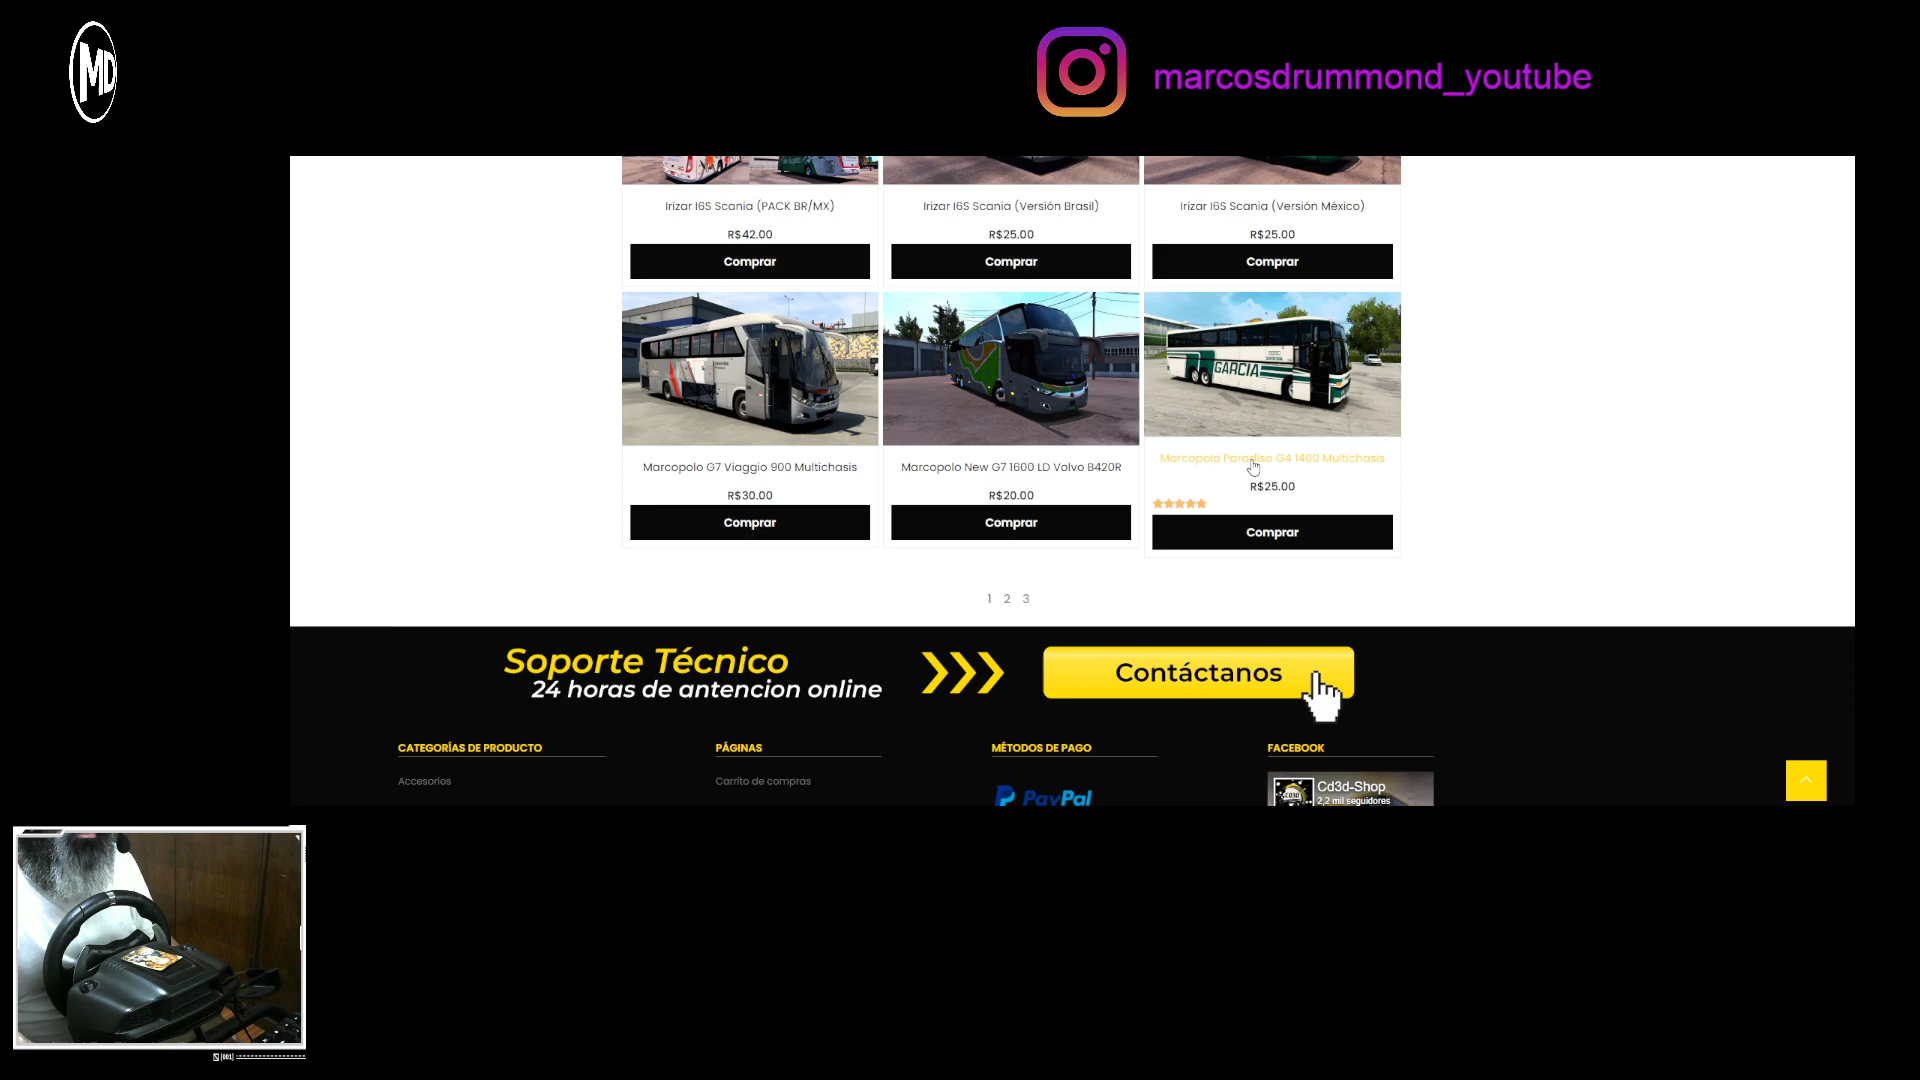 MD
marcosdrummond_youtube
Irizar I6S Scania (PACK BR/MX)
R$42.00
Comprar
Irizar I6S Scania (Versión Brasil)
R$25.00
Comprar
Irizar I6S Scania (Versión México)
R$25.00
Comprar
GARCIA
Marcopolo G7 Viaggio 900 Multichasis
R$30.00
Comprar
Marcopolo New G7 1600 LD Volvo B420R
R$20.00
Comprar
Marcopolo Paradiso G4 1400 Multichasis
R$25.00
Comprar
1 2 3
Soporte Técnico
24 horas de antencion online
Contáctanos
CATEGORÍAS DE PRODUCTO
Accesorios
PÁGINAS
Carrito de compras
MÉTODOS DE PAGO
PayPal
FACEBOOK
Cd3d-Shop
2,2 mil seguidores
[001]